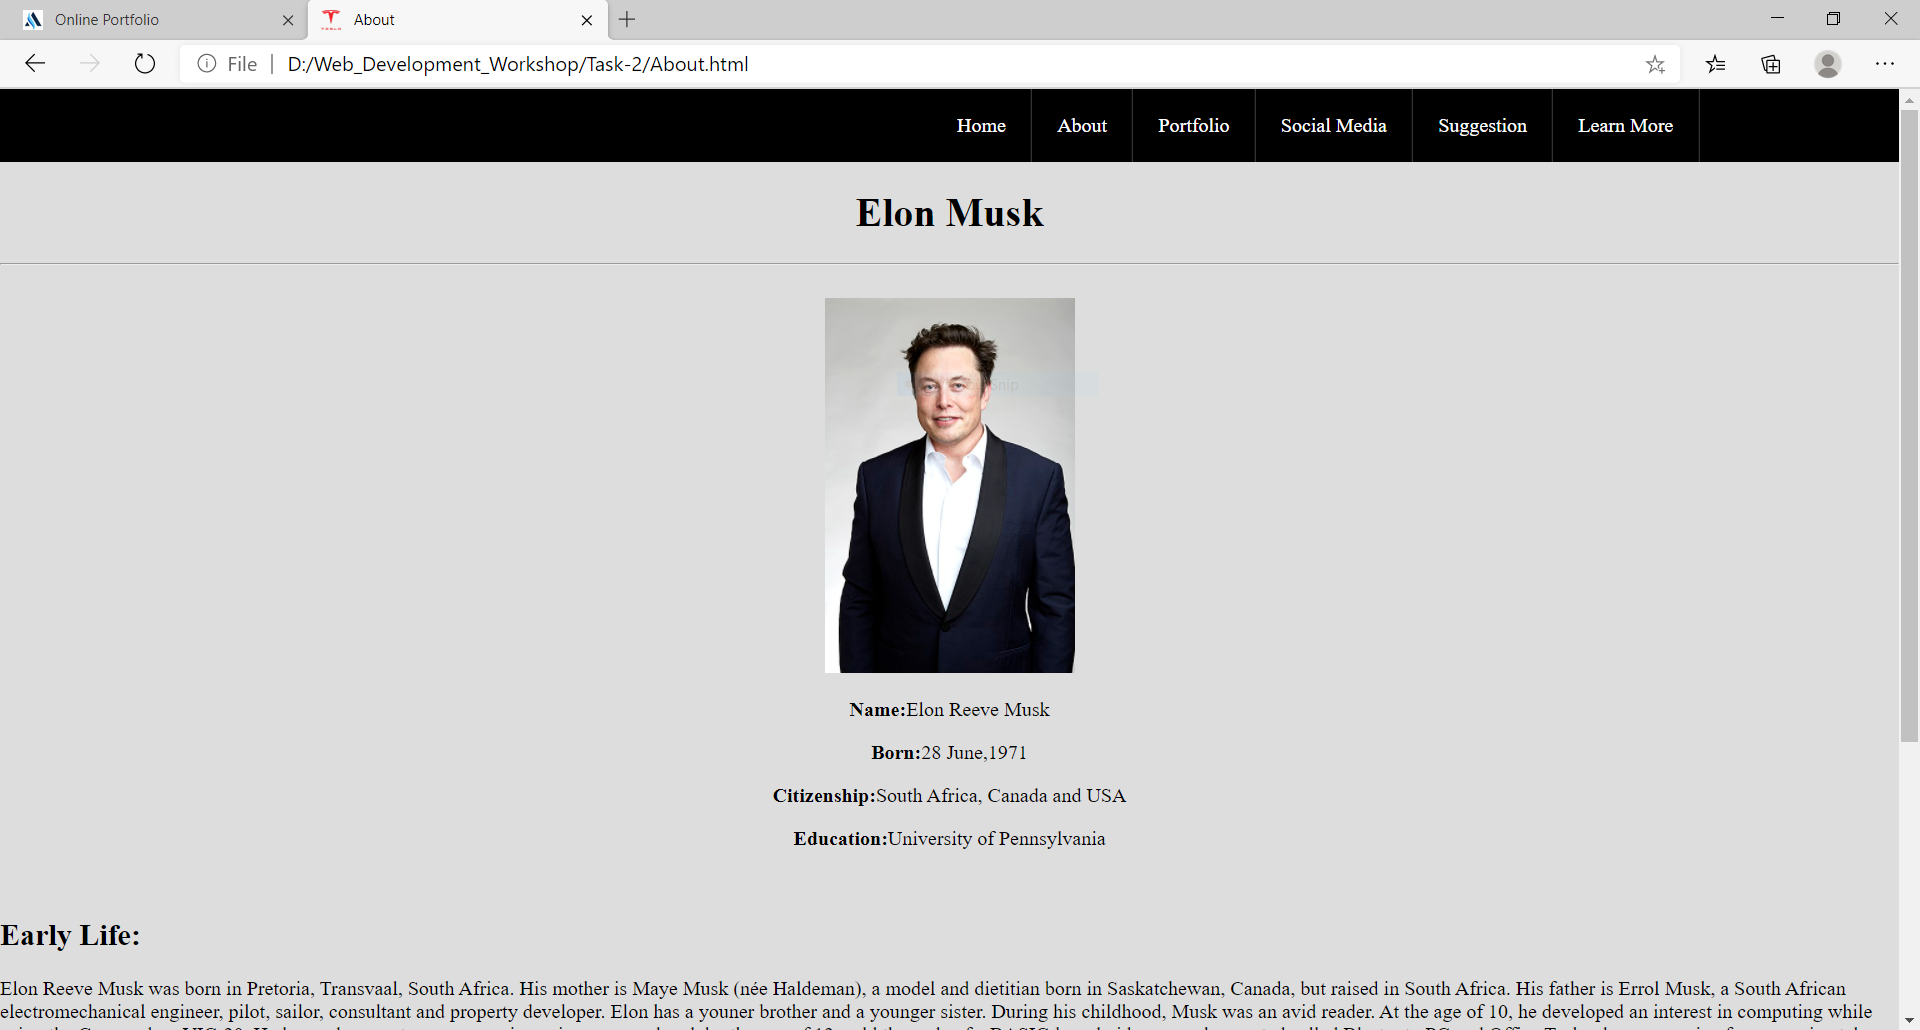 Online Portfolio
About
TESLA
File
D:/Web_Development_Workshop/Task-2/About.html
Home
About
Portfolio
Social Media
Suggestion
Learn More
Elon Musk
Snip
Name:Elon Reeve Musk
Born:28 June,1971
Citizenship:South Africa, Canada and USA
Education:University of Pennsylvania
Early Life:
Elon Reeve Musk was born in Pretoria, Transvaal, South Africa. His mother is Maye Musk (née Haldeman), a model and dietitian born in Saskatchewan, Canada, but raised in South Africa. His father is Errol Musk, a South African
electromechanical engineer, pilot, sailor, consultant and property developer. Elon has a youner brother and a younger sister. During his childhood, Musk was an avid reader. At the age of 10, he developed an interest in computing while